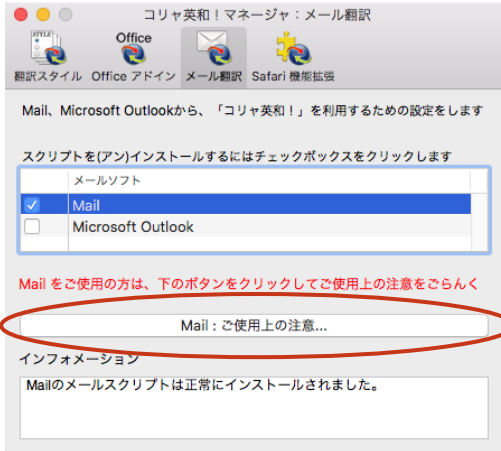 コリャ英和！マネージャ：メール翻訳
STYLE
Office
翻訳スタイル Office アドイン メール翻訳 Safari 機能拡張
Mail、Microsoft Outlookから、「コリャ英和！」を利用するための設定をします
スクリプトを(アン)インストールするにはチェックボックスをクリックします
メールソフト
Mail
Microsoft Outlook
Mail をご使用の方は、下のボタンをクリックしてご使用上の注意をごらんく
Mail : ご使用上の注意...
インフォメーション
Mailのメールスクリプトは正常にインストールされました。